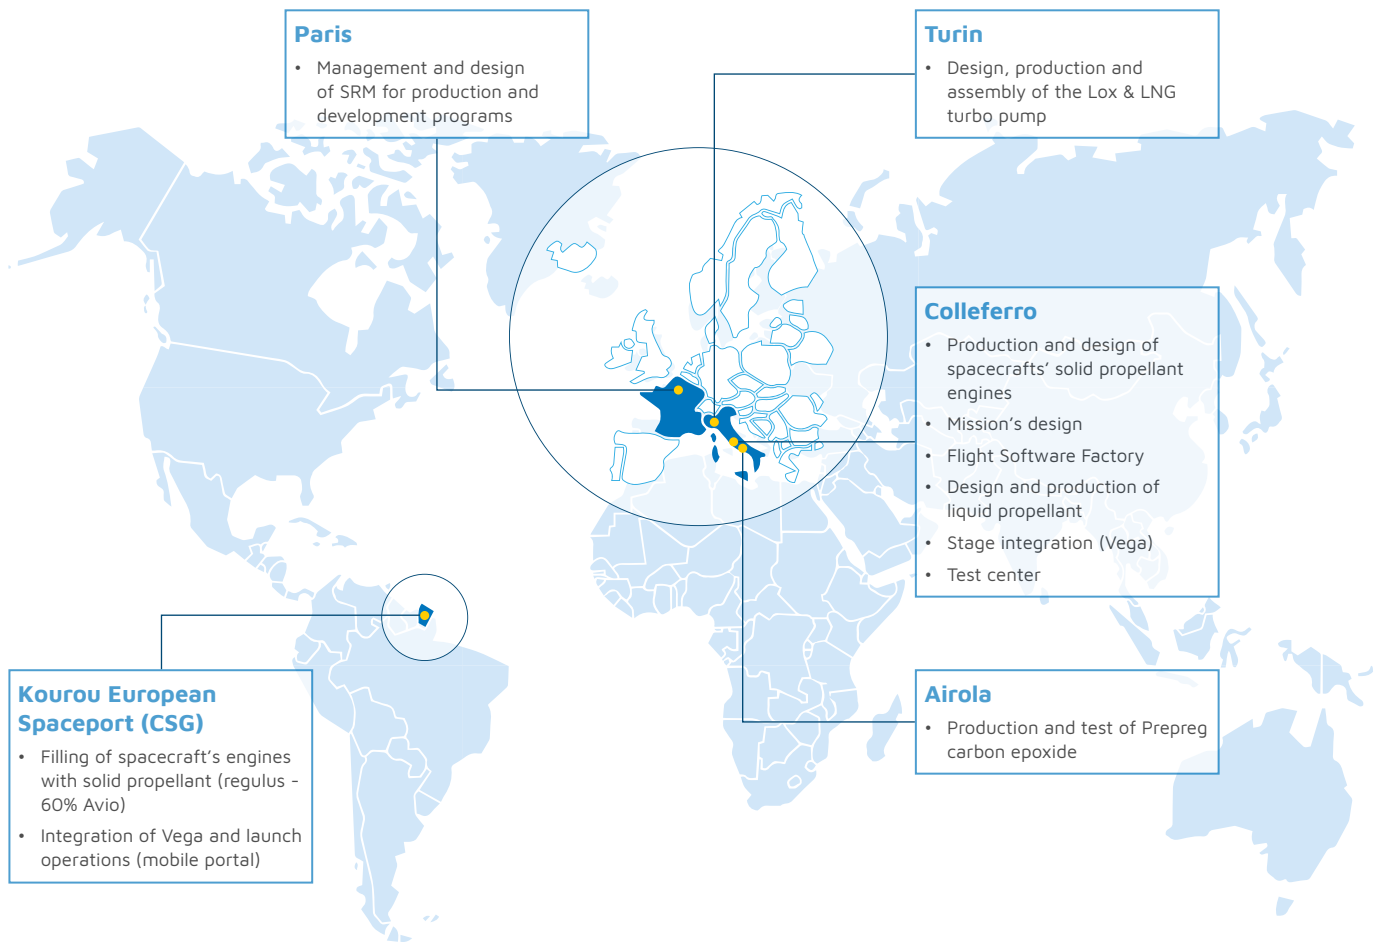 Paris
• Management and design
of SRM for production and
development programs
Turin
• Design, production and
assembly of the Lox & LNG
turbo pump
Colleferro
• Production and design of
spacecrafts’ solid propellant
engines
• Mission’s design
• Flight Software Factory
• Design and production of
liquid propellant
• Stage integration (Vega)
• Test center
Kourou European
Spaceport (CSG)
• Filling of spacecraft’s engines
with solid propellant (regulus -
60% Avio)
• Integration of Vega and launch
operations (mobile portal)
Airola
• Production and test of Prepreg
carbon epoxide